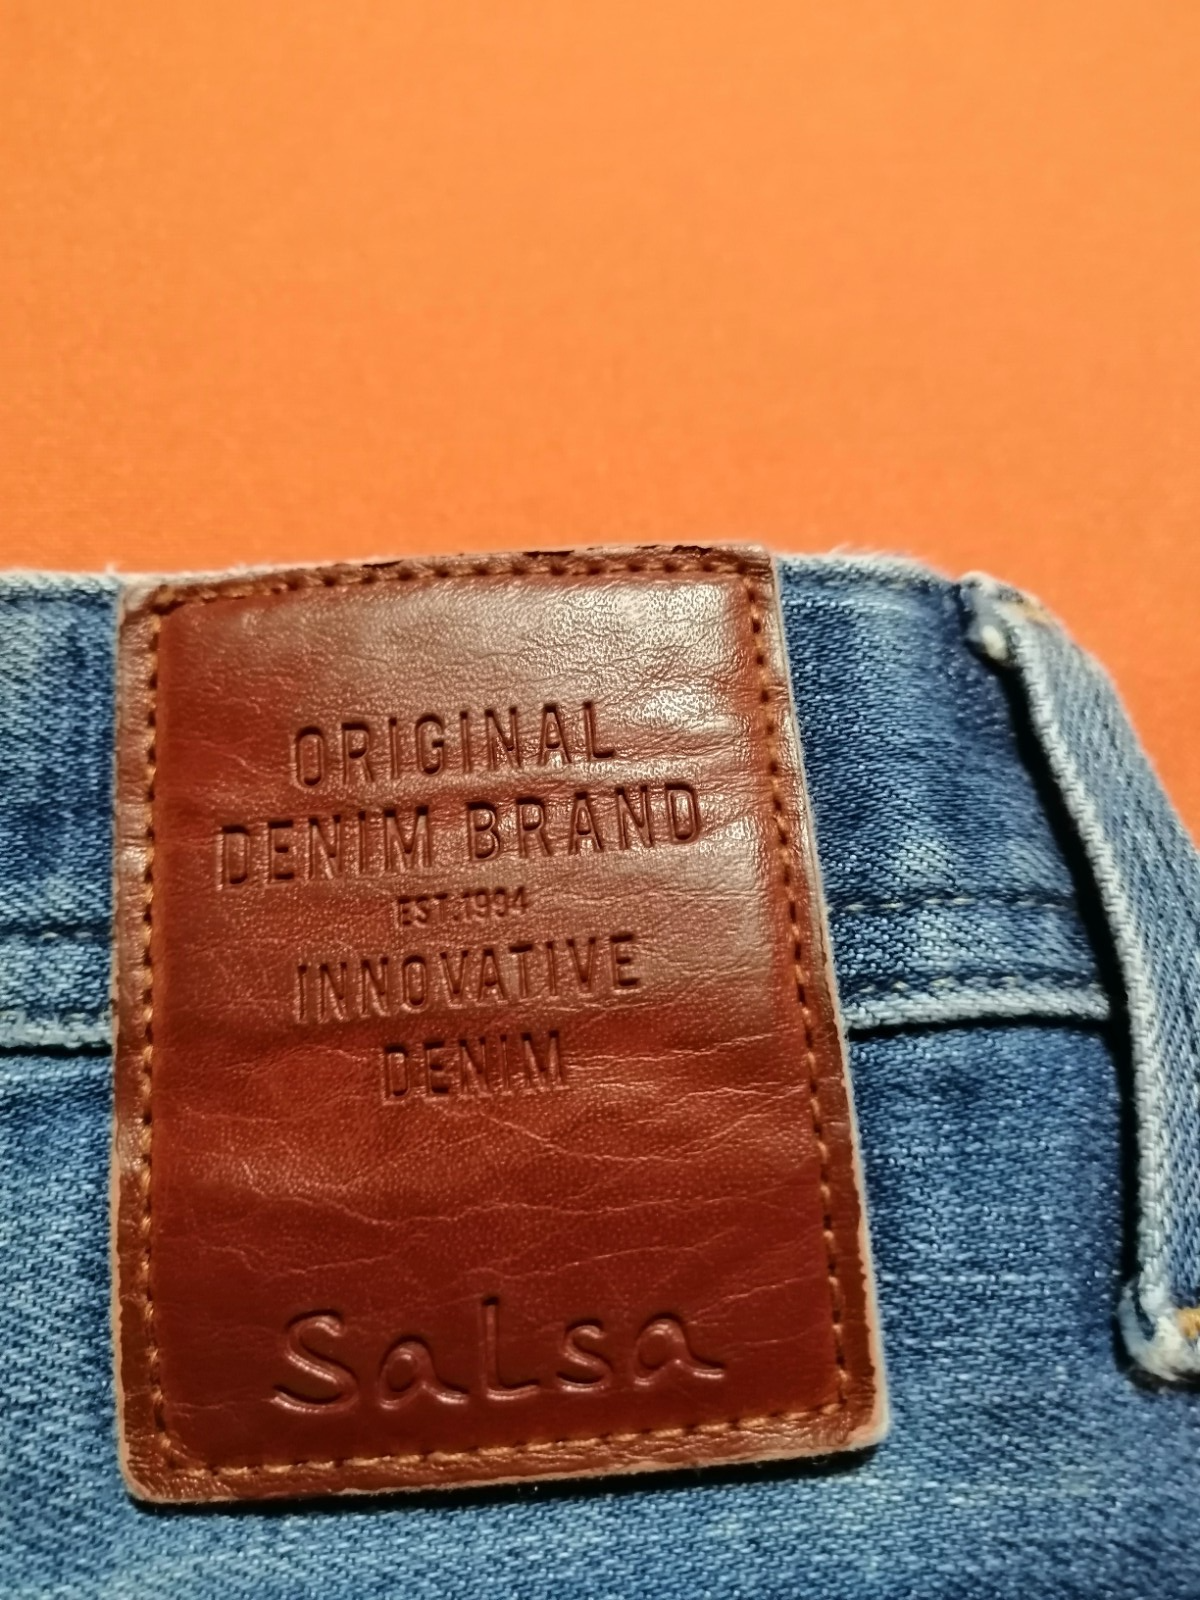 ORIGINAL
DENIM BRAND
EST.1994
INNOVATIVE
DENIM
Salsa